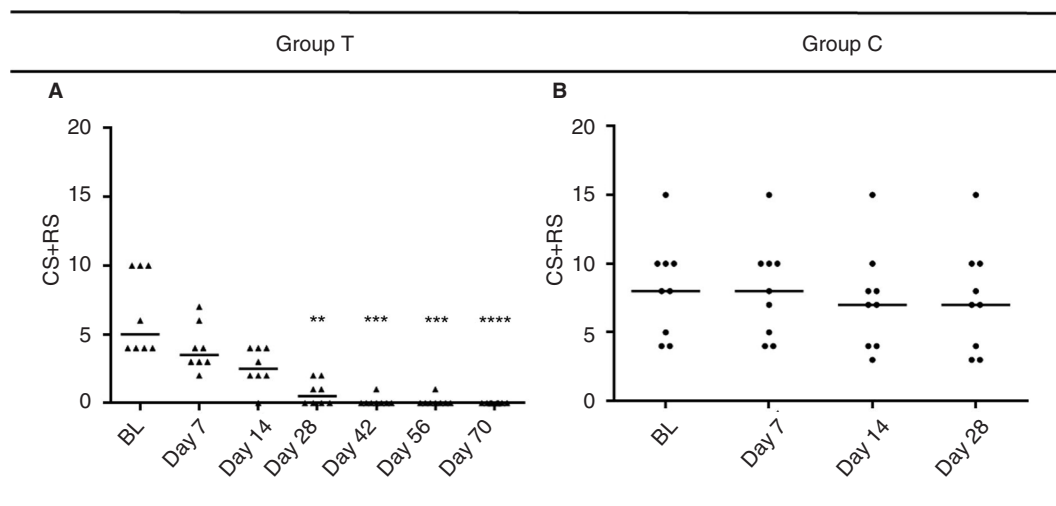 Group T
Group C
A
B
CS+RS
20
15
10
5
0
** *** *** ****
BL Day 7 Day 14 Day 28 Day 42 Day 56 Day 70
CS+RS
20
15
10
5
0
BL Day 7 Day 14 Day 28